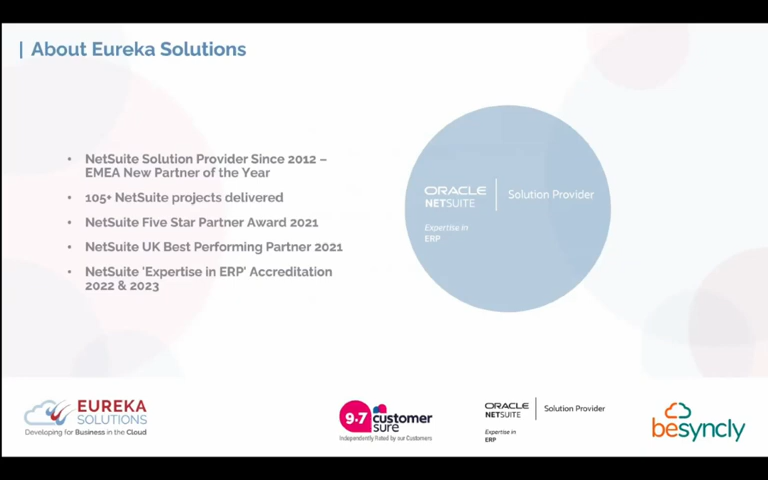 | About Eureka Solutions
• NetSuite Solution Provider Since 2012 –
EMEA New Partner of the Year
• 105+ NetSuite projects delivered
• NetSuite Five Star Partner Award 2021
• NetSuite UK Best Performing Partner 2021
• NetSuite 'Expertise in ERP' Accreditation
2022 & 2023
ORACLE
NETSUITE
Solution Provider
Expertise in
ERP
EUREKA
SOLUTIONS
Developing for Business in the Cloud
9.7 customer
sure
Independently Rated by our Customers
ORACLE
NETSUITE
Solution Provider
Expertise in
ERP
besyncly